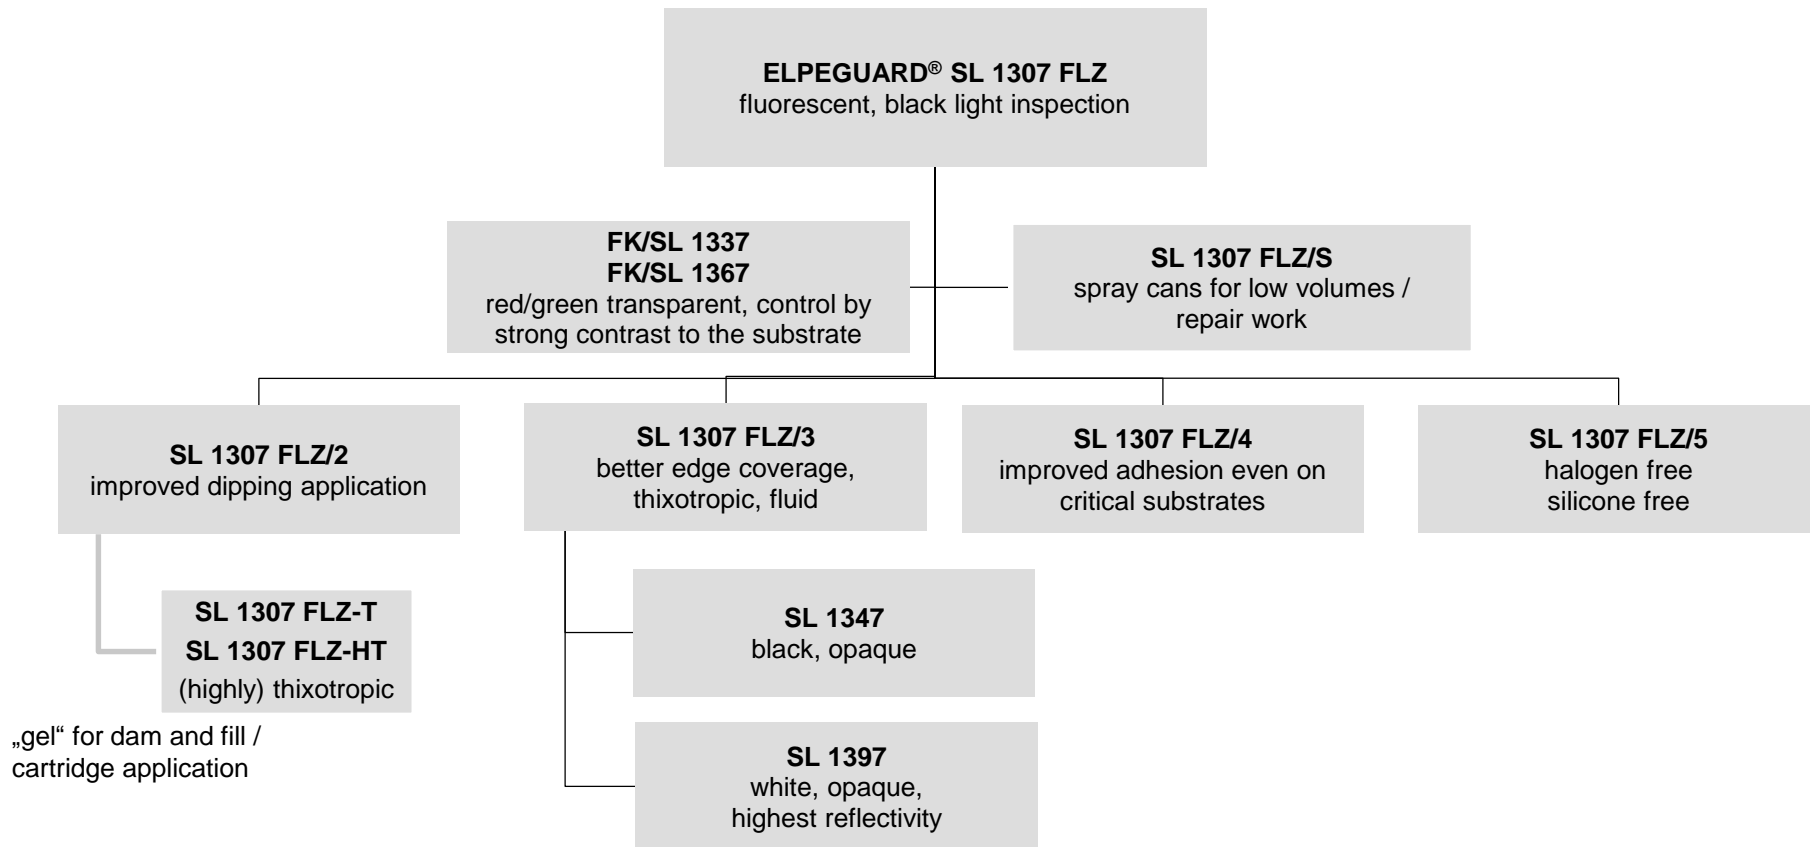 ELPEGUARD® SL 1307 FLZ
fluorescent, black light inspection
FK/SL 1337
FK/SL 1367
red/green transparent, control by
strong contrast to the substrate
SL 1307 FLZ/S
spray cans for low volumes /
repair work
SL 1307 FLZ/2
improved dipping application
SL 1307 FLZ/3
better edge coverage,
thixotropic, fluid
SL 1307 FLZ/4
improved adhesion even on
critical substrates
SL 1307 FLZ/5
halogen free
silicone free
SL 1307 FLZ-T
SL 1307 FLZ-HT
(highly) thixotropic
„gel“ for dam and fill /
cartridge application
SL 1347
black, opaque
SL 1397
white, opaque,
highest reflectivity